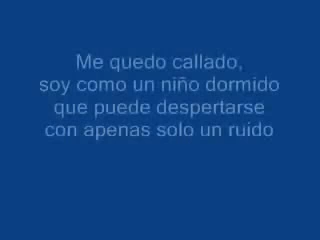 Me quedo callado,
soy como un niño dormido
que puede despertarse
con apenas solo un ruido